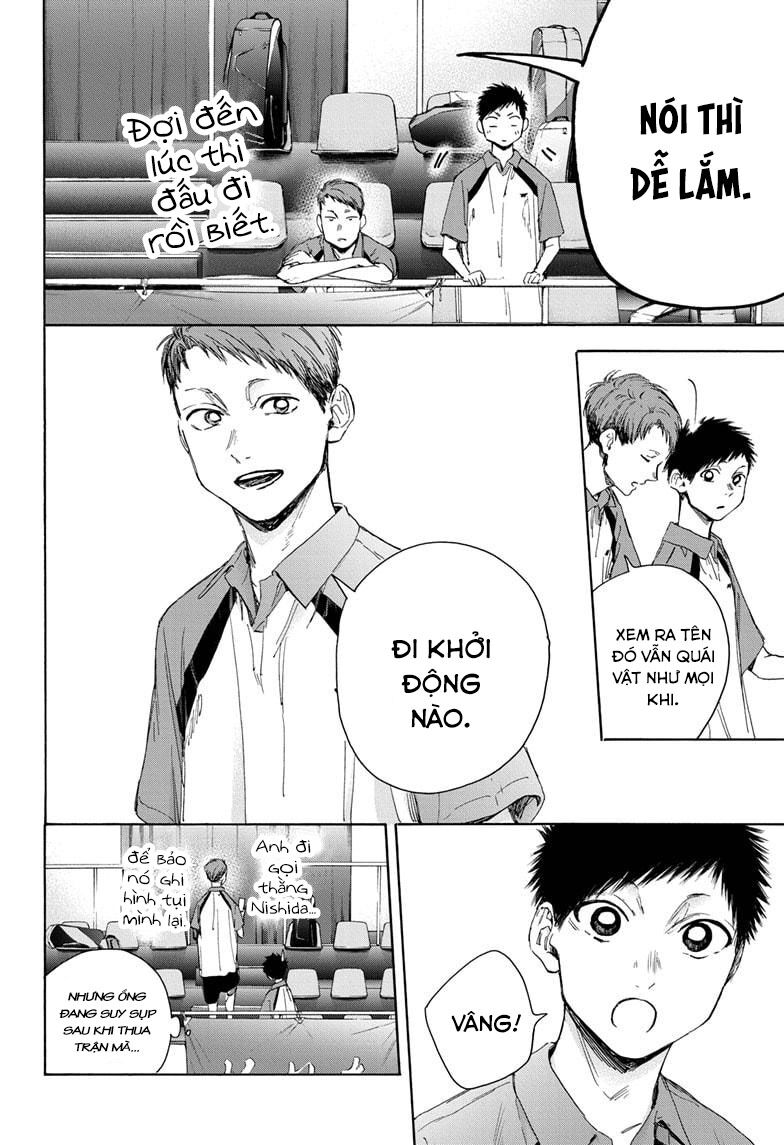 NÓI THÌ
DỄ LẮM.
Đợi đến
lúc thi
đấu đi
rồi biết.
XEM RA TÊN
ĐÓ VẪN QUÁI
VẬT NHƯ MỌI
KHI.
ĐI KHỞI
ĐỘNG
NÀO.
VÂNG!
Anh đi
gọi
thằng
Nishida...
để bảo
nó ghi
hình tụi
mình lại.
NHƯNG ỔNG
ĐANG SUY SỤP
SAU KHI THUA
TRẬN MÀ...